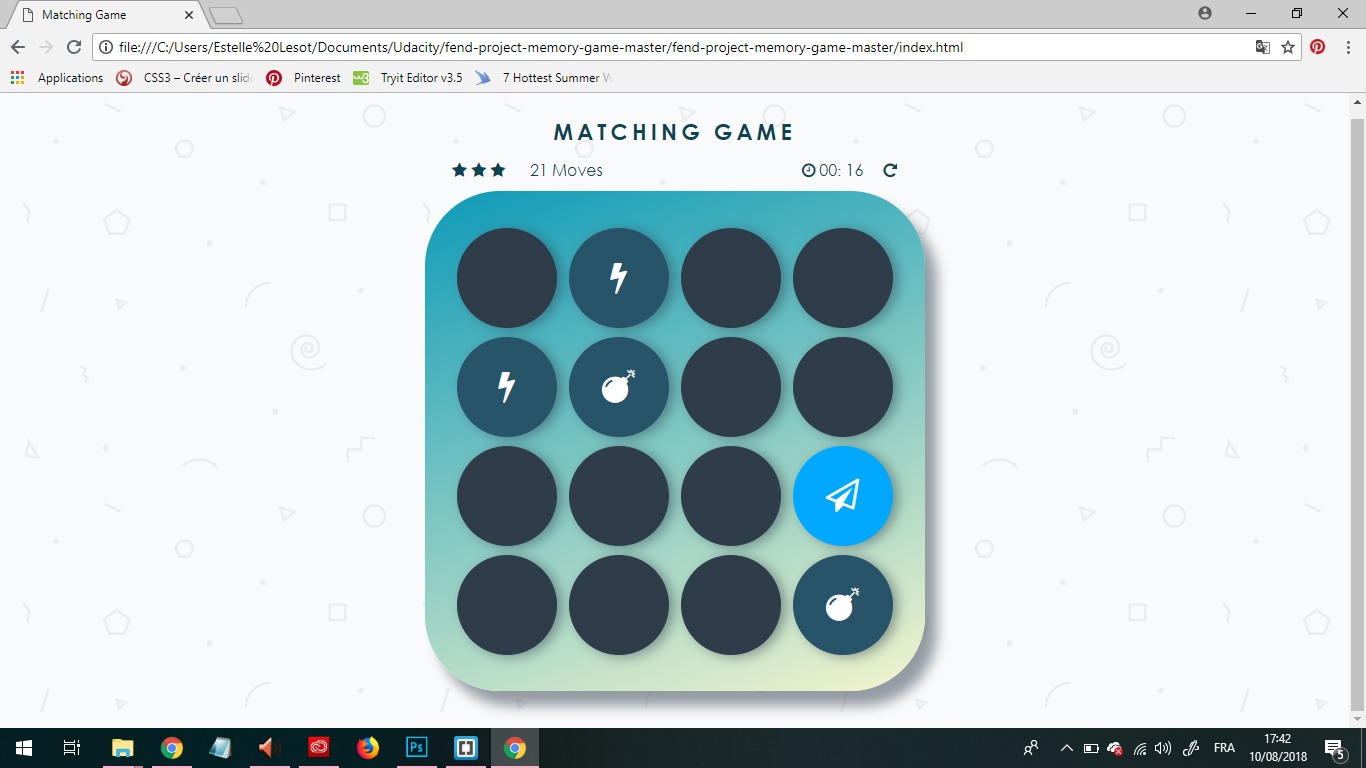 Matching Game
file:///C:/Users/Estelle%20Lesot/Documents/Udacity/fend-project-memory-game-master/fend-project-memory-game-master/index.html
Applications CSS3 – Créer un slid Pinterest w3 Tryit Editor v3.5 7 Hottest Summer
MATCHING GAME
21 Moves 00: 16
Ps FRA 17:42
10/08/2018 5